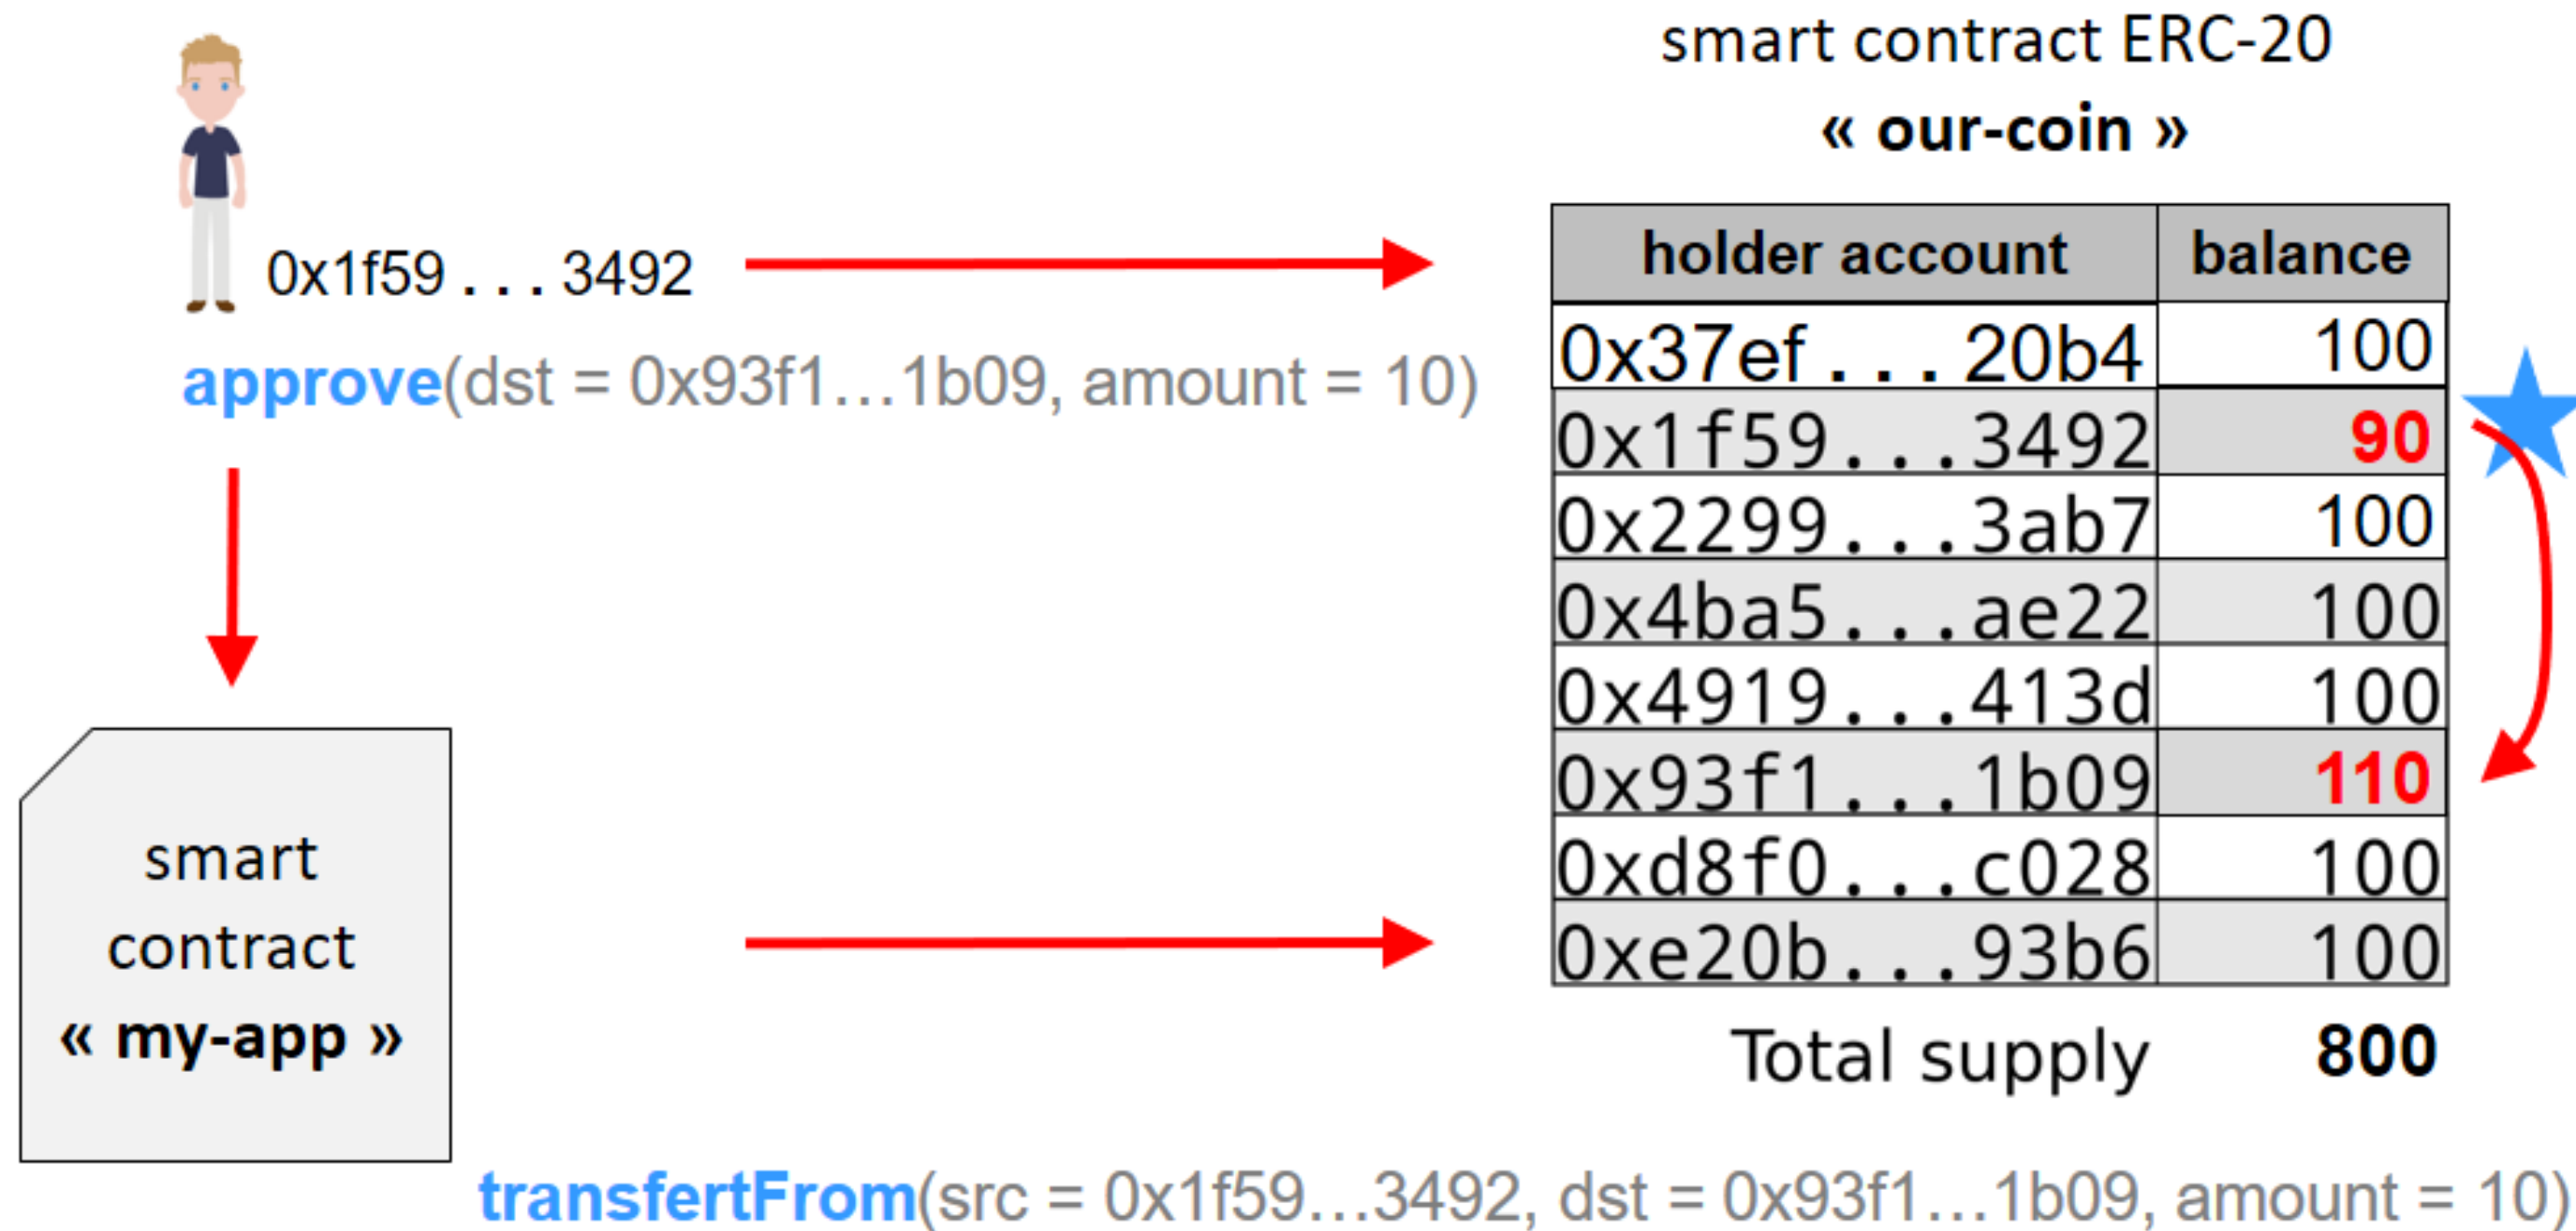 smart contract ERC-20
« our-coin »
0x1f59 . . . 3492
approve(dst = 0x93f1…1b09, amount = 10)
holder account balance
0x37ef . . . 20b4 100
0x1f59...3492 90
0x2299...3ab7 100
0x4ba5...ae22 100
0x4919...413d 100
0x93f1...1b09 110
0xd8f0...c028 100
0xe20b...93b6 100
Total supply 800
smart
contract
« my-app »
transfertFrom(src = 0x1f59…3492, dst = 0x93f1…1b09, amount = 10)